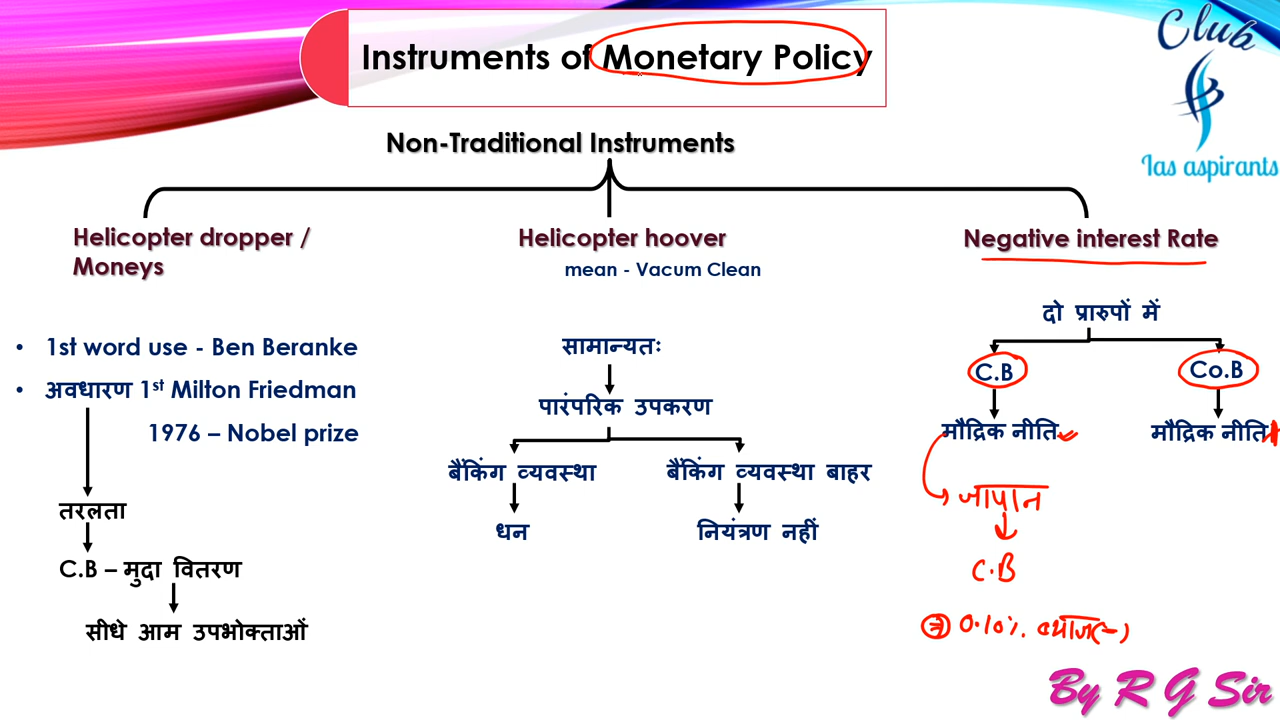 Instruments of Monetary Policy
Club
Ias aspirants
Non-Traditional Instruments
Helicopter dropper /
Moneys
• 1st word use - Ben Beranke
• अवधारण 1st Milton Friedman
1976 – Nobel prize
तरलता
C.B – मुदा वितरण
सीधे आम उपभोक्ताओं
Helicopter hoover
mean - Vacum Clean
सामान्यतः
पारंपरिक उपकरण
बैंकिंग व्यवस्था
बैंकिंग व्यवस्था बाहर
धन
नियंत्रण नहीं
Negative interest Rate
दो प्रारुपों में
C.B
Co.B
मौद्रिक नीति
मौद्रिक नीति
जापान
C.B
⇒ 0.10% ब्याज(-)
By R G Sir